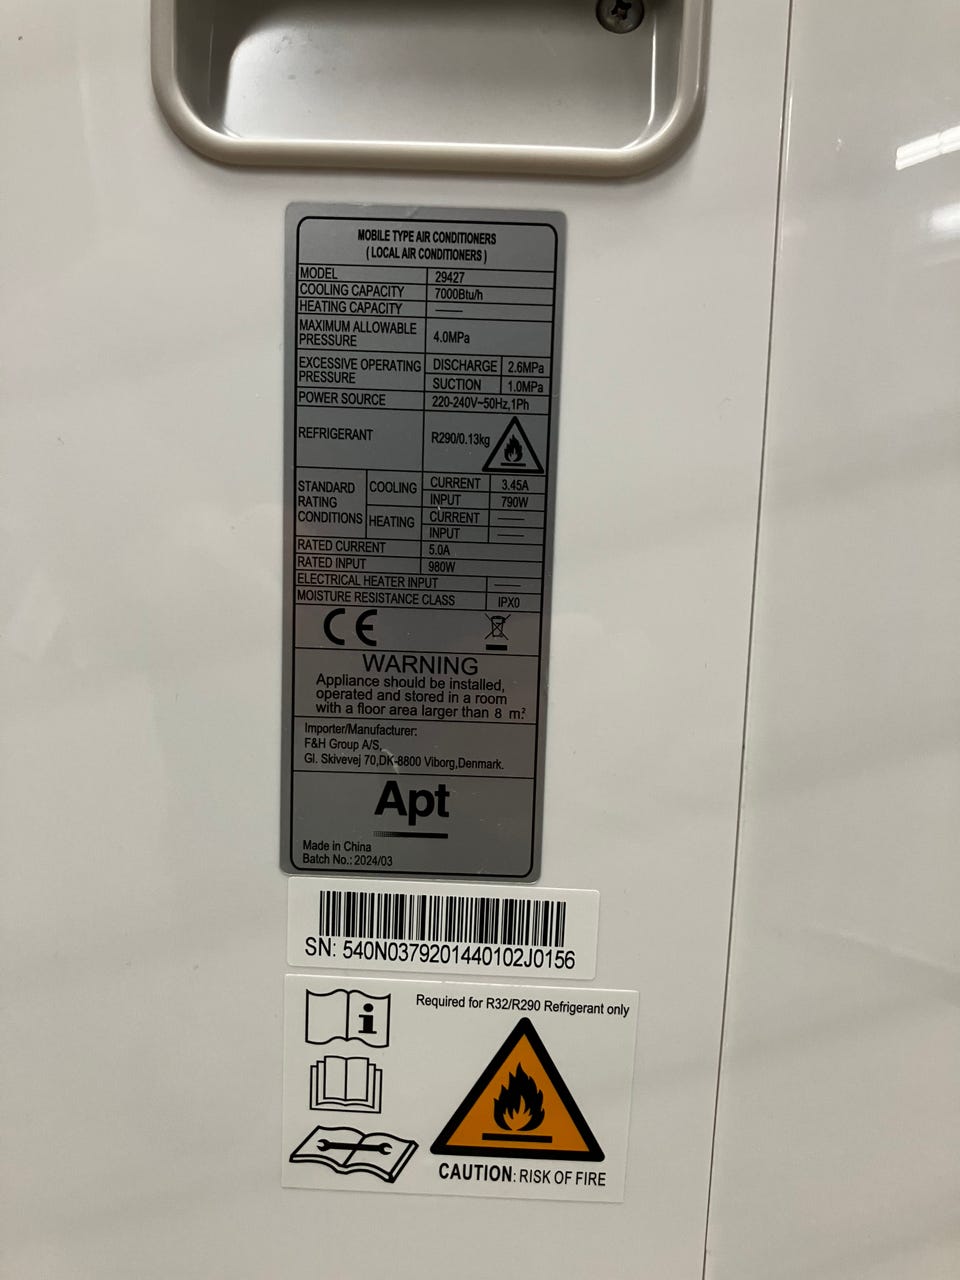 MOBILE TYPE AIR CONDITIONERS
( LOCAL AIR CONDITIONERS )
MODEL 29427
COOLING CAPACITY 7000Btu/h
HEATING CAPACITY ——
MAXIMUM ALLOWABLE PRESSURE 4.0MPa
EXCESSIVE OPERATING PRESSURE DISCHARGE 2.6MPa
SUCTION 1.0MPa
POWER SOURCE 220-240V~50Hz,1Ph
REFRIGERANT R290/0.13kg
STANDARD RATING CONDITIONS COOLING CURRENT 3.45A
INPUT 790W
HEATING CURRENT ——
INPUT ——
RATED CURRENT 5.0A
RATED INPUT 980W
ELECTRICAL HEATER INPUT ——
MOISTURE RESISTANCE CLASS IPX0
CE
WARNING
Appliance should be installed,
operated and stored in a room
with a floor area larger than 8 m².
Importer/Manufacturer:
F&H Group A/S,
Gl. Skivevej 70,DK-8800 Viborg,Denmark.
Apt
Made in China
Batch No.: 2024/03
SN: 540N0379201440102J0156
Required for R32/R290 Refrigerant only
i
CAUTION: RISK OF FIRE